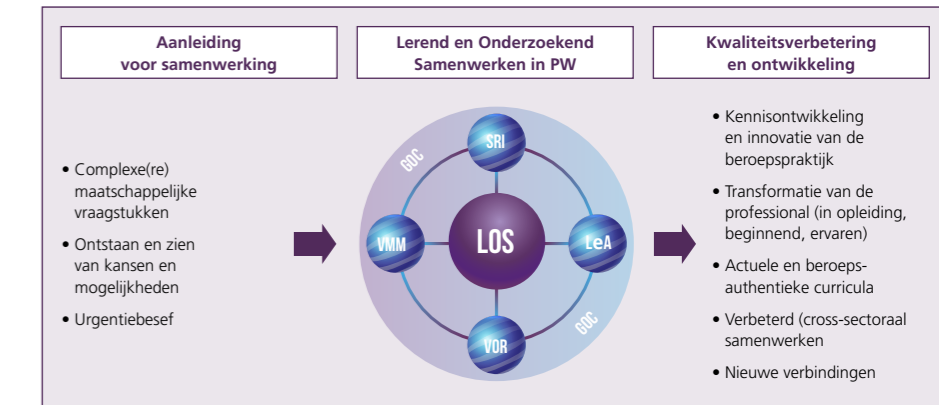 Aanleiding
voor samenwerking
Lerend en Onderzoekend
Samenwerken in PW
Kwaliteitsverbetering
en ontwikkeling
• Complexe(re)
maatschappelijke
vraagstukken
• Ontstaan en zien
van kansen en
mogelijkheden
• Urgentiebesef
GOC
SRI
VMM
LOS
LeA
VOR
GOC
• Kennisontwikkeling
en innovatie van de
beroepspraktijk
• Transformatie van de
professional (in opleiding,
beginnend, ervaren)
• Actuele en beroeps-
authentieke curricula
• Verbeterd (cross-sectoraal
samenwerken
• Nieuwe verbindingen